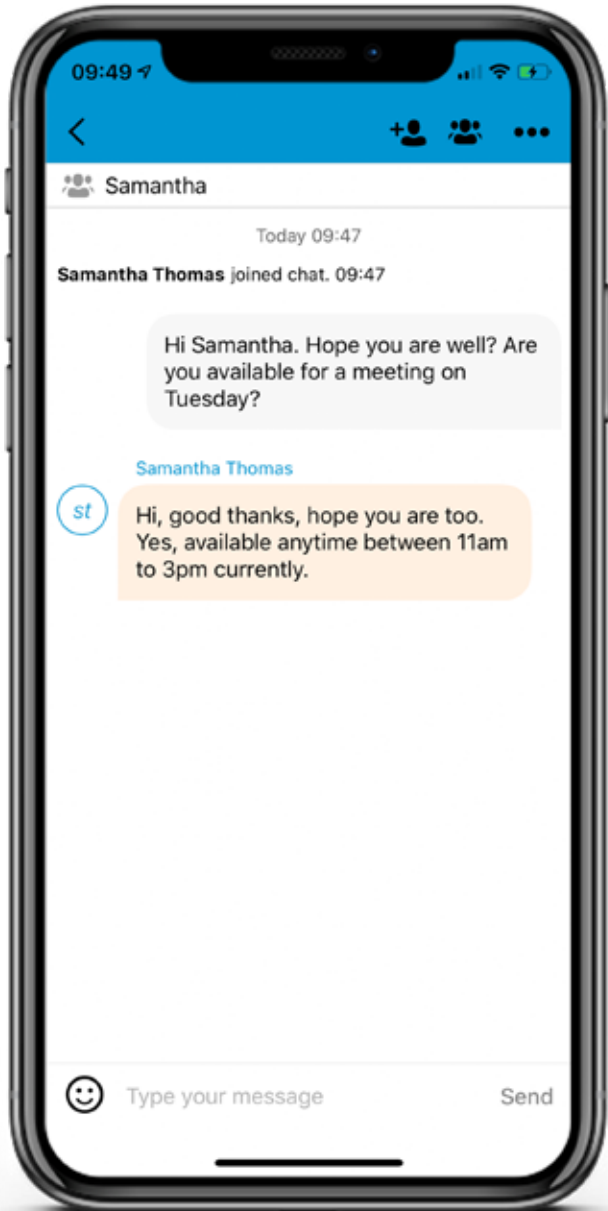 09:49
Samantha
Today 09:47
Samantha Thomas joined chat. 09:47
Hi Samantha. Hope you are well? Are
you available for a meeting on
Tuesday?
Samantha Thomas
st
Hi, good thanks, hope you are too.
Yes, available anytime between 11am
to 3pm currently.
Type your message
Send